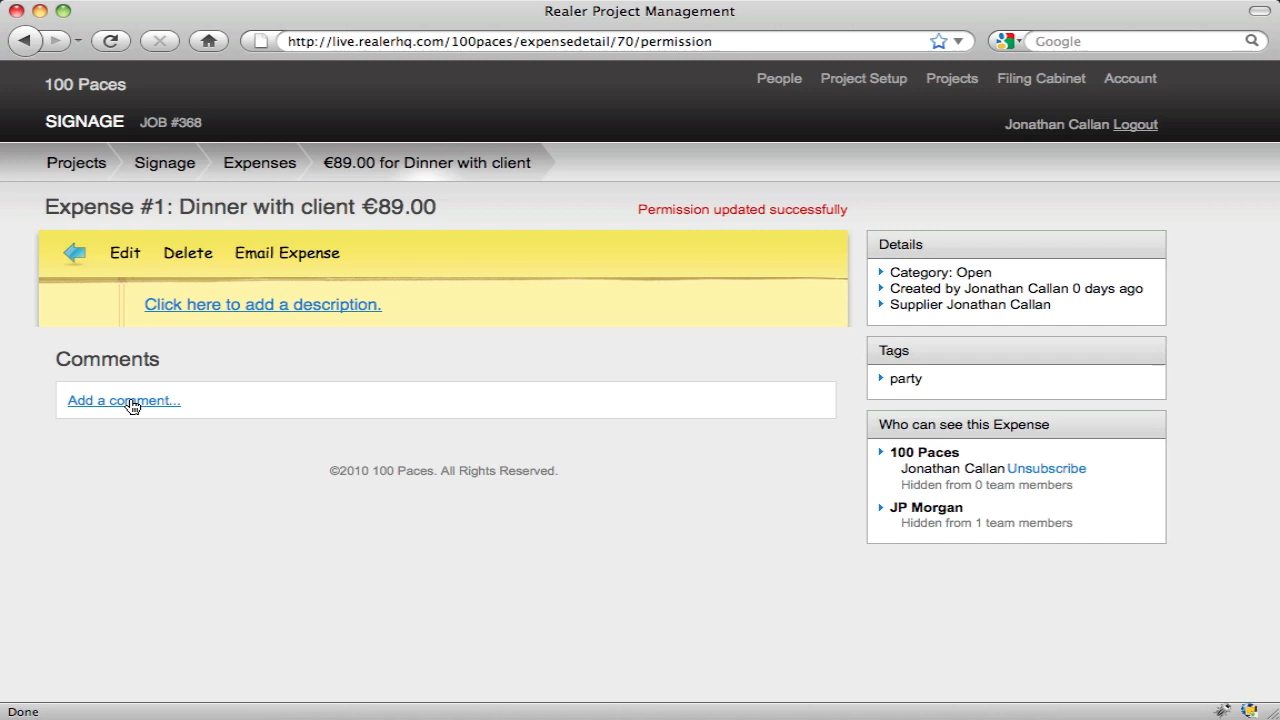 Realer Project Management
http://live.realerhq.com/100paces/expensedetail/70/permission
Google
100 Paces
People Project Setup Projects Filing Cabinet Account
SIGNAGE JOB #368
Jonathan Callan Logout
Projects Signage Expenses €89.00 for Dinner with client
Expense #1: Dinner with client €89.00
Permission updated successfully
Edit Delete Email Expense
Click here to add a description.
Comments
Add a comment...
©2010 100 Paces. All Rights Reserved.
Details
Category: Open
Created by Jonathan Callan 0 days ago
Supplier Jonathan Callan
Tags
party
Who can see this Expense
100 Paces
Jonathan Callan Unsubscribe
Hidden from 0 team members
JP Morgan
Hidden from 1 team members
Done